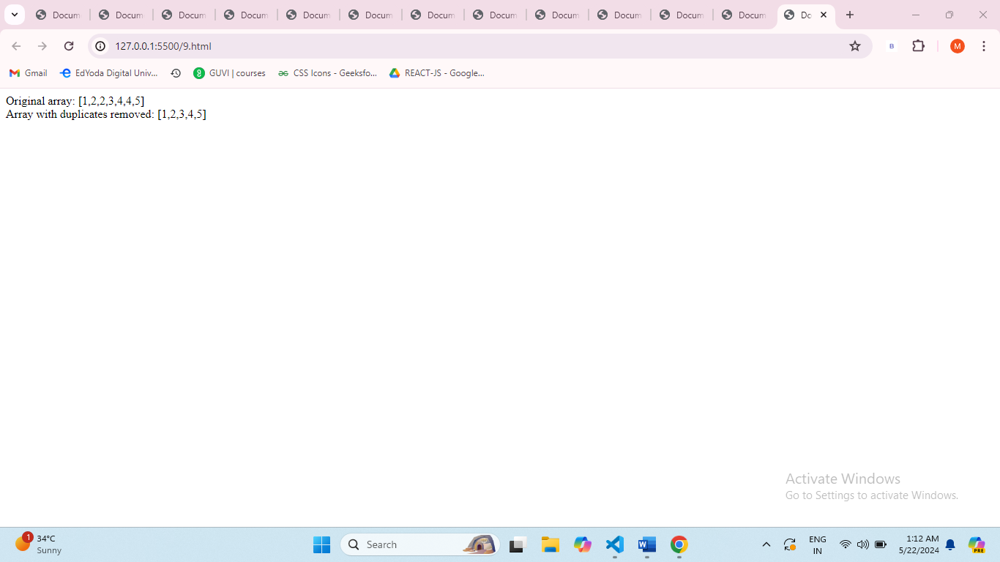 Docum Docum Docum Docum Docum Docum Docum Docum Docum Docum Docum Docum Do
127.0.0.1:5500/9.html
B
M
Gmail EdYoda Digital Univ... GUVI | courses CSS Icons - Geeksfo... REACT-JS - Google...
Original array: [1,2,2,3,4,4,5]
Array with duplicates removed: [1,2,3,4,5]
Activate Windows
Go to Settings to activate Windows.
1
34°C
Sunny
Search
ENG
IN
1:12 AM
5/22/2024
PRE